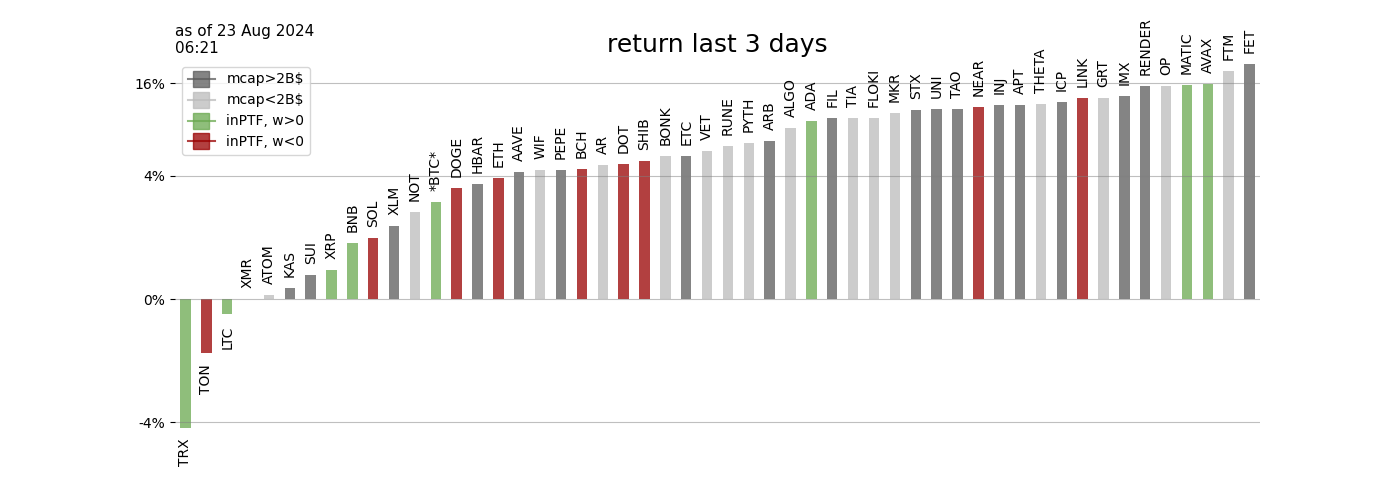 as of 23 Aug 2024
06:21
return last 3 days
mcap>2B$
mcap<2B$
inPTF, w>0
inPTF, w<0
16%
4%
0%
-4%
TRX
TON
LTC
XMR
ATOM
KAS
SUI
XRP
BNB
SOL
XLM
NOT
*BTC*
DOGE
HBAR
ETH
AAVE
WIF
PEPE
BCH
AR
DOT
SHIB
BONK
ETC
VET
RUNE
PYTH
ARB
ALGO
ADA
FIL
TIA
FLOKI
MKR
STX
UNI
TAO
NEAR
INJ
APT
THETA
ICP
LINK
GRT
IMX
RENDER
OP
MATIC
AVAX
FTM
FET